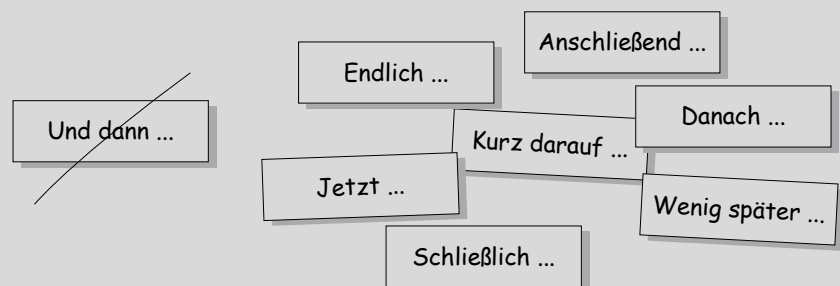 Und dann ...
Endlich ...
Anschließend ...
Kurz darauf ...
Danach ...
Jetzt ...
Wenig später ...
Schließlich ...